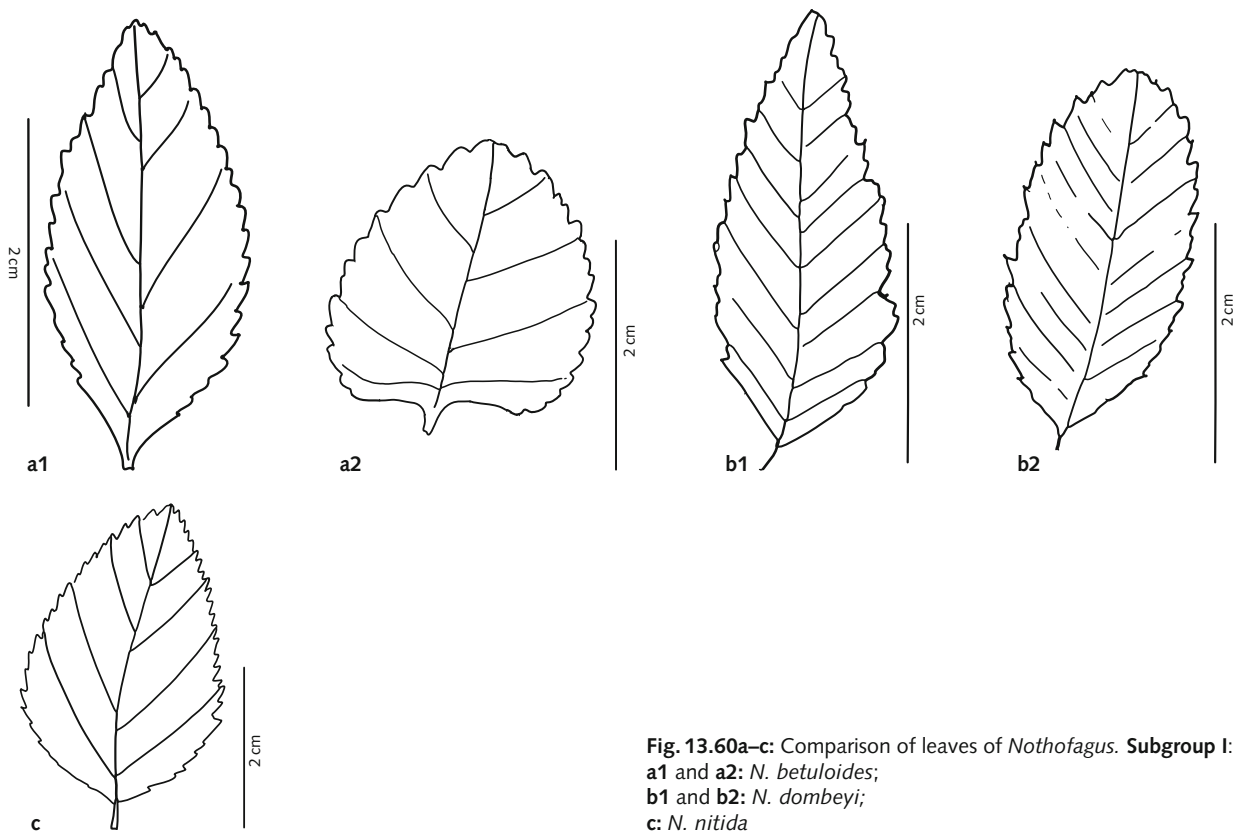 2 cm
a1
2 cm
a2
2 cm
b1
2 cm
b2
2 cm
c
Fig. 13.60a–c: Comparison of leaves of Nothofagus. Subgroup I:
a1 and a2: N. betuloides;
b1 and b2: N. dombeyi;
c: N. nitida